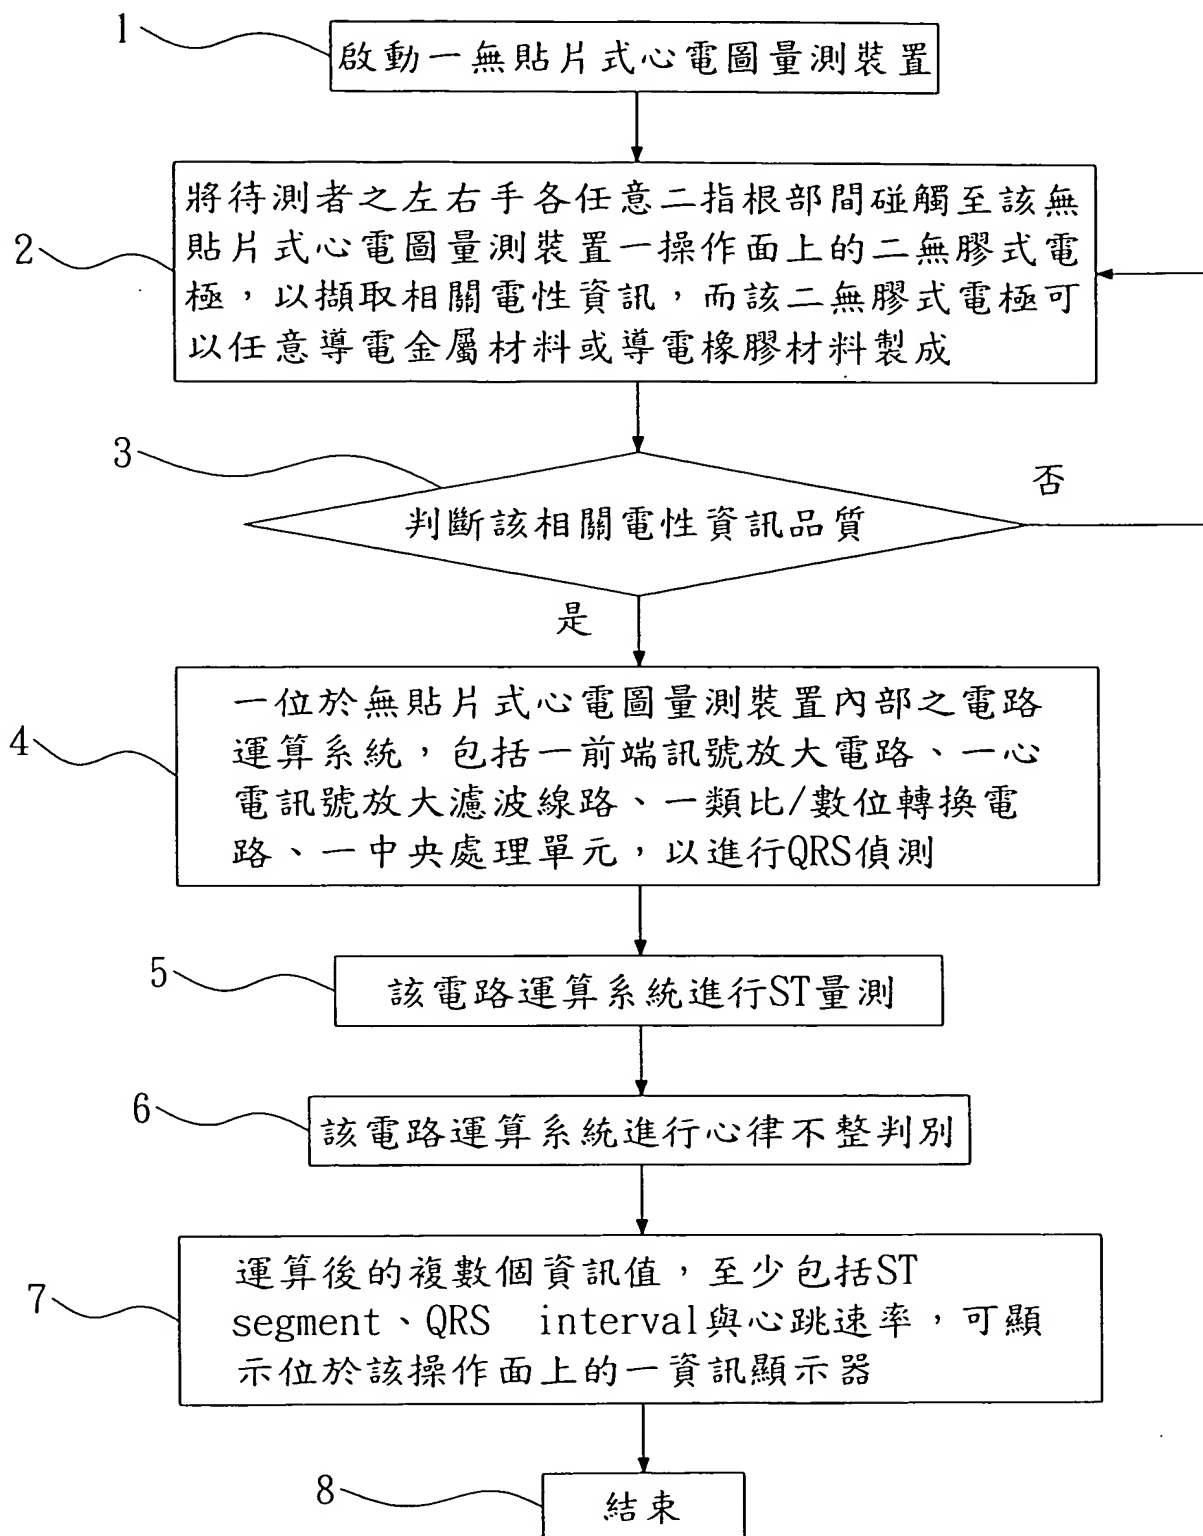 1
啟動一無貼片式心電圖量測裝置
2
將待測者之左右手各任意二指根部間碰觸至該無
貼片式心電圖量測裝置一操作面上的二無膠式電
極，以擷取相關電性資訊，而該二無膠式電極可
以任意導電金屬材料或導電橡膠材料製成
3
判斷該相關電性資訊品質
否
是
4
一位於無貼片式心電圖量測裝置內部之電路
運算系統，包括一前端訊號放大電路、一心
電訊號放大濾波線路、一類比/數位轉換電
路、一中央處理單元，以進行QRS偵測
5
該電路運算系統進行ST量測
6
該電路運算系統進行心律不整判別
7
運算後的複數個資訊值，至少包括ST
segment、QRS interval與心跳速率，可顯
示位於該操作面上的一資訊顯示器
8
結束